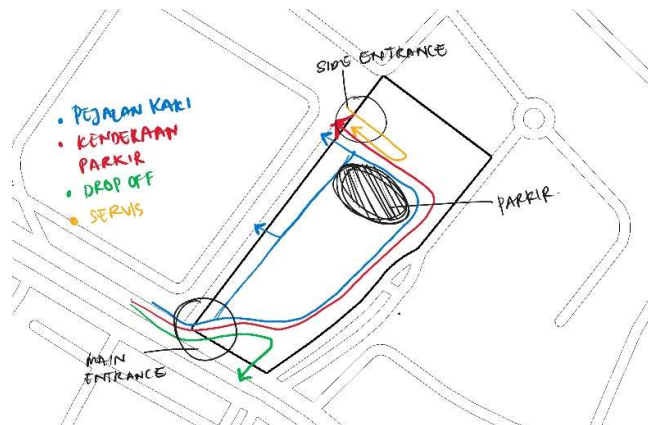 SIDE ENTRANCE
• PEJALAN KAKI
• KENDERAAN
PARKIR
• DROP OFF
• SERVIS
PARKIR
MAIN
ENTRANCE